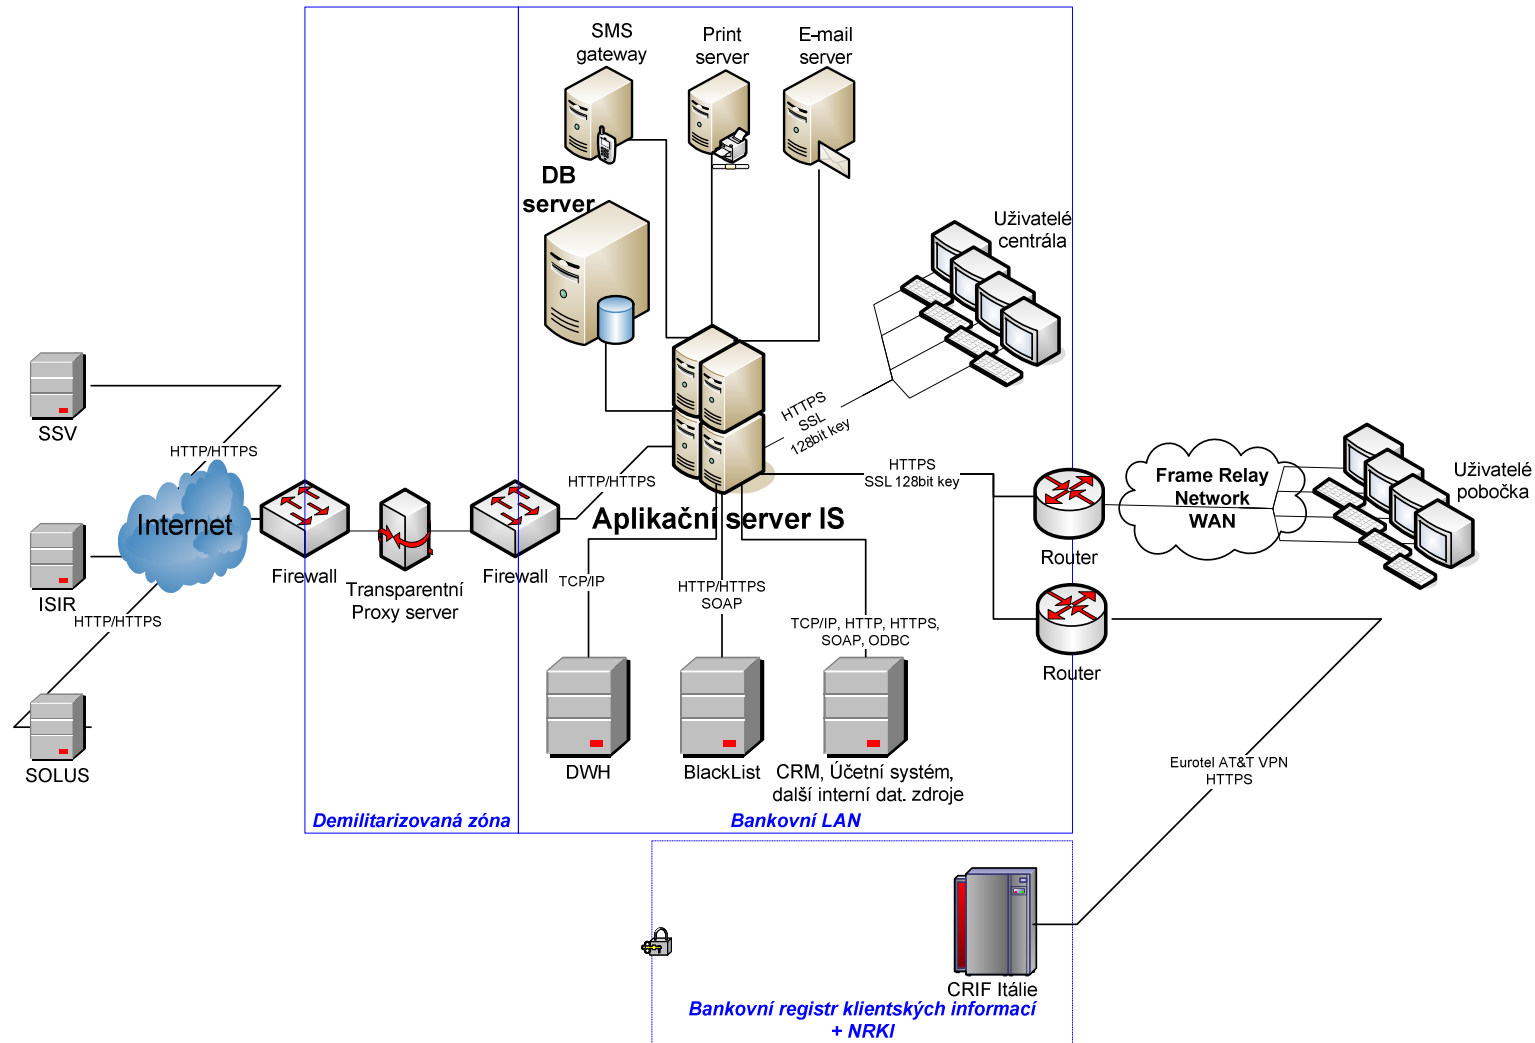 SMS
gateway
Print
server
E-mail
server
DB
server
Uživatelé
centrála
SSV
HTTP/HTTPS
HTTPS
SSL
128bit key
Internet
ISIR
HTTP/HTTPS
SOLUS
Firewall
Transparentní
Proxy server
Firewall
HTTP/HTTPS
Aplikační server IS
HTTPS
SSL 128bit key
Router
Frame Relay
Network
WAN
Uživatelé
pobočka
Router
TCP/IP
HTTP/HTTPS
SOAP
TCP/IP, HTTP, HTTPS,
SOAP, ODBC
DWH
BlackList
CRM, Účetní systém,
další interní dat. zdroje
Demilitarizovaná zóna
Bankovní LAN
Eurotel AT&T VPN
HTTPS
CRIF Itálie
Bankovní registr klientských informací
+ NRKI